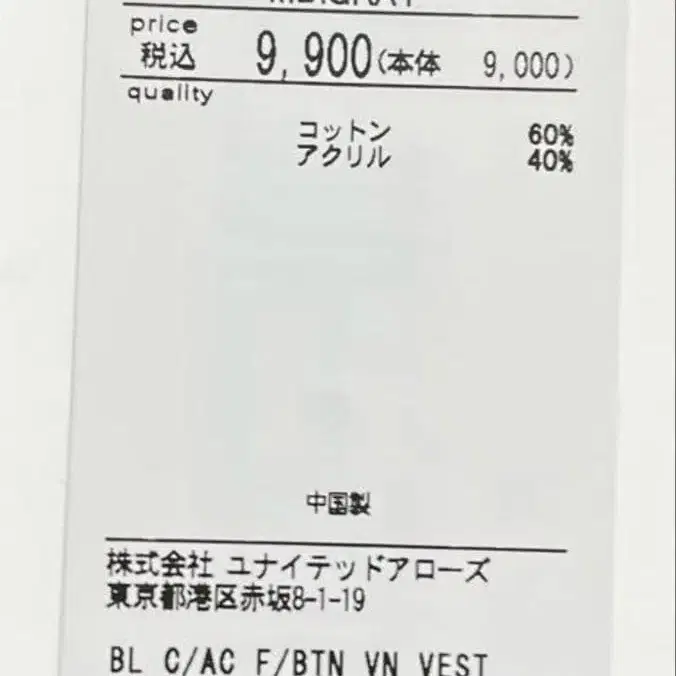 price
税込 9,900(本体 9,000)
quality
コットン 60%
アクリル 40%
中国製
株式会社 ユナイテッドアローズ
東京都港区赤坂8-1-19
BL C/AC F/BTN VN VEST